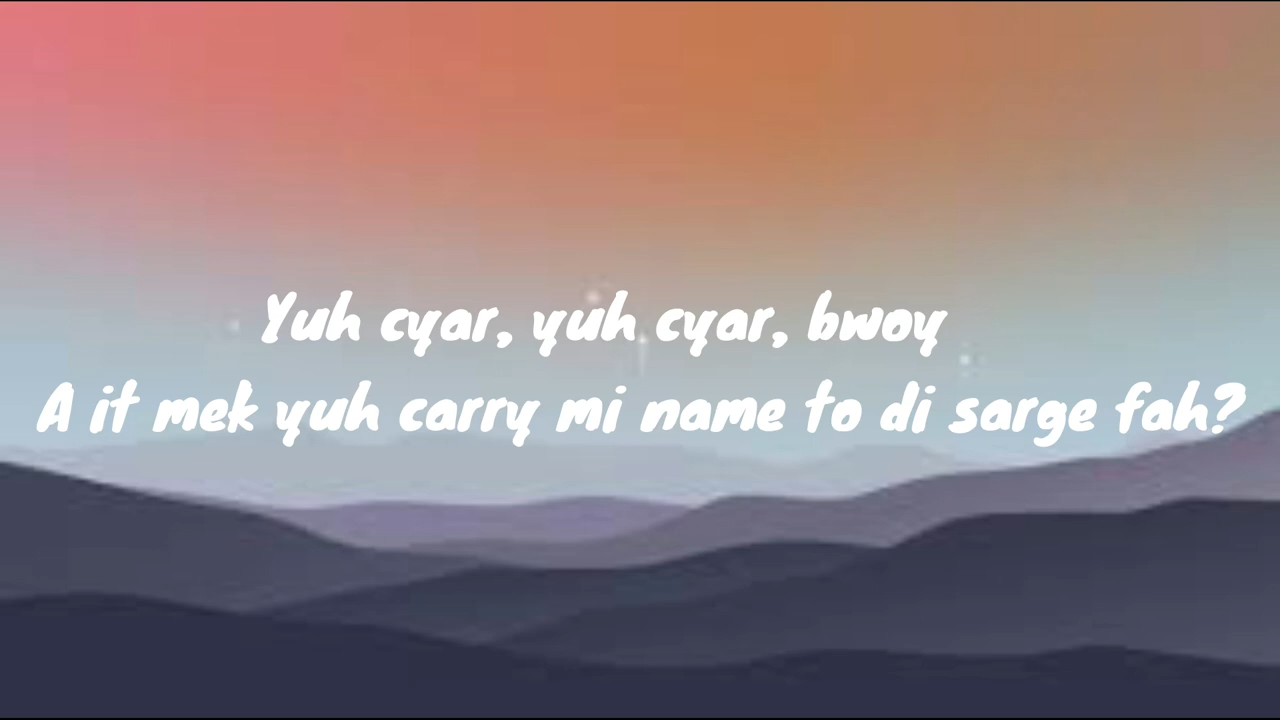 Yuh cyar, yuh cyar, bwoy
A it mek yuh carry mi name to di sarge fah?